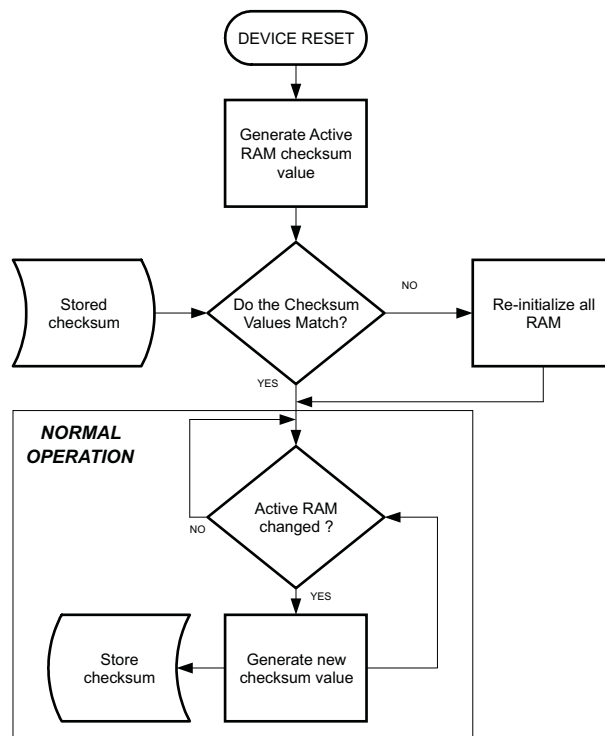 DEVICE RESET
Generate Active
RAM checksum
value
Stored
checksum
Do the Checksum
Values Match?
NO
Re-initialize all
RAM
YES
NORMAL
OPERATION
Active RAM
changed ?
NO
YES
Store
checksum
Generate new
checksum value